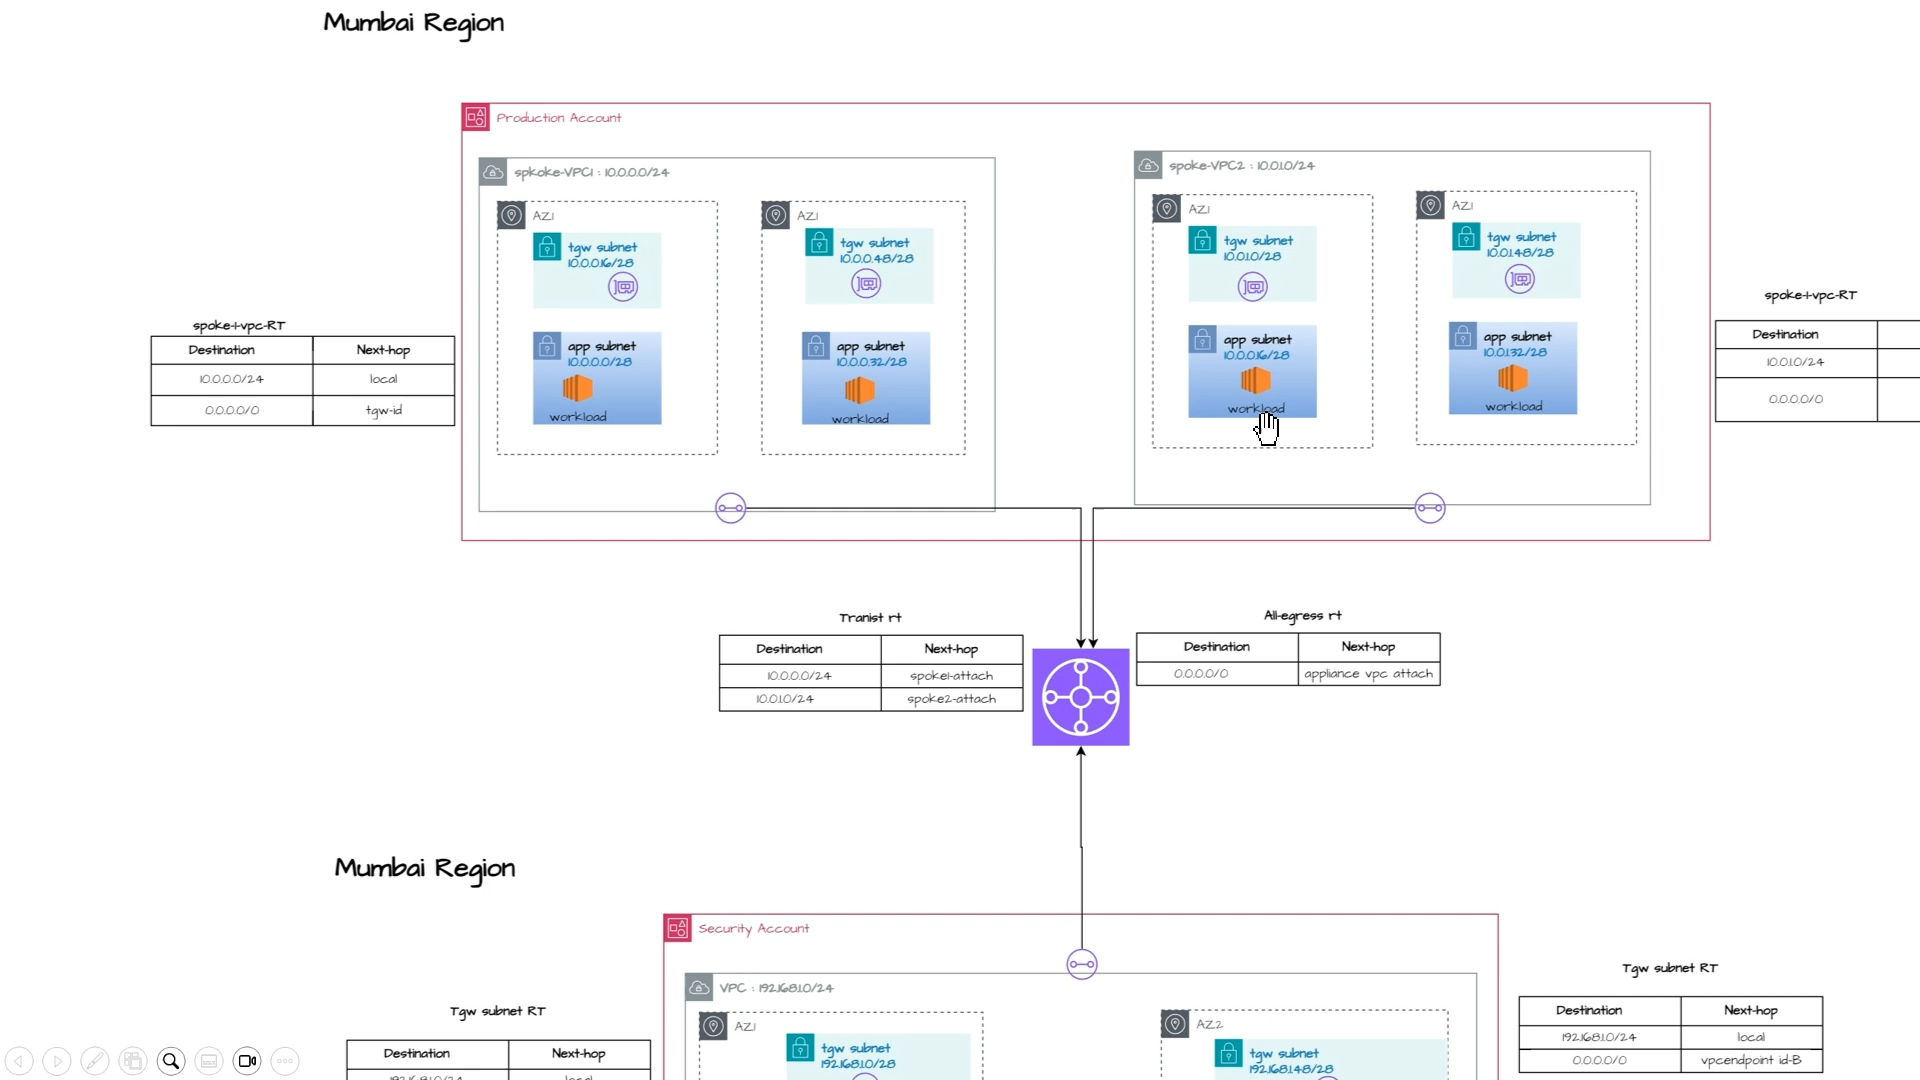 Mumbai Region
Production Account
spkoke-VPC1 : 10.0.0.0/24
AZ1
tgw subnet
10.0.0.16/28
app subnet
10.0.0.0/28
workload
AZ1
tgw subnet
10.0.0.48/28
app subnet
10.0.0.32/28
workload
spoke-VPC2 : 10.0.1.0/24
AZ1
tgw subnet
10.0.1.0/28
app subnet
10.0.0.16/28
workload
AZ1
tgw subnet
10.0.1.48/28
app subnet
10.0.1.32/28
workload
spoke-1-vpc-RT
Destination Next-hop
10.0.0.0/24 local
0.0.0.0/0 tgw-id
spoke-1-vpc-RT
Destination
10.0.1.0/24
0.0.0.0/0
Tranist rt
Destination Next-hop
10.0.0.0/24 spoke1-attach
10.0.1.0/24 spoke2-attach
All-egress rt
Destination Next-hop
0.0.0.0/0 appliance vpc attach
Mumbai Region
Security Account
VPC : 192.168.1.0/24
AZ1
tgw subnet
192.168.1.0/28
AZ2
tgw subnet
192.168.1.48/28
Tgw subnet RT
Destination Next-hop
192.168.1.0/24 local
Tgw subnet RT
Destination Next-hop
192.168.1.0/24 local
0.0.0.0/0 vpcendpoint id-B